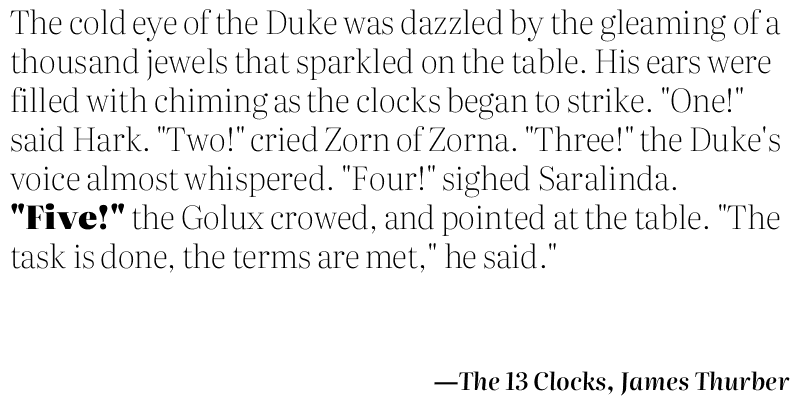 The cold eye of the Duke was dazzled by the gleaming of a
thousand jewels that sparkled on the table. His ears were
filled with chiming as the clocks began to strike. "One!"
said Hark. "Two!" cried Zorn of Zorna. "Three!" the Duke's
voice almost whispered. "Four!" sighed Saralinda.
"Five!" the Golux crowed, and pointed at the table. "The
task is done, the terms are met," he said."
—The 13 Clocks, James Thurber